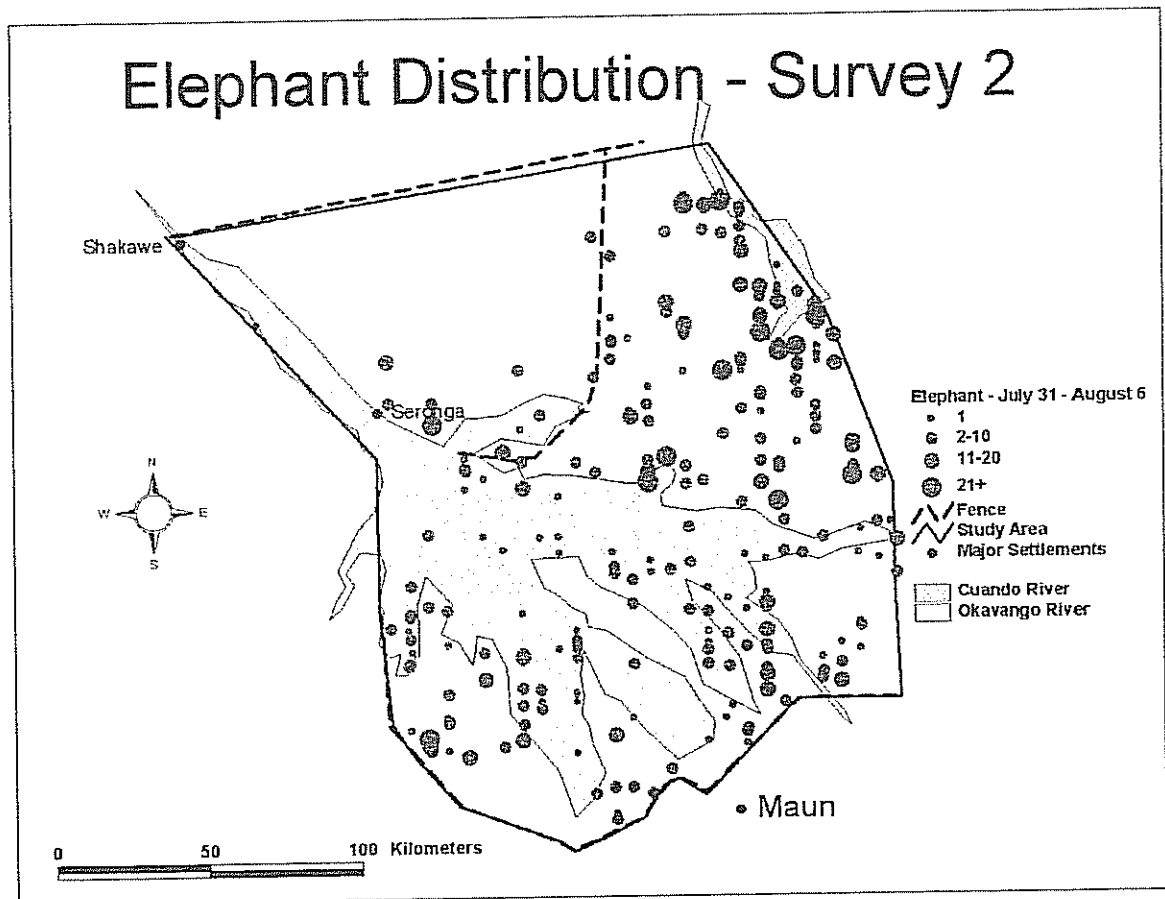 Elephant Distribution - Survey 2
Shakawe
Seronga
N
W E
S
Elephant - July 31 - August 6
1
2-10
11-20
21+
Fence
Study Area
Major Settlements
Cuando River
Okavango River
Maun
0 50 100 Kilometers